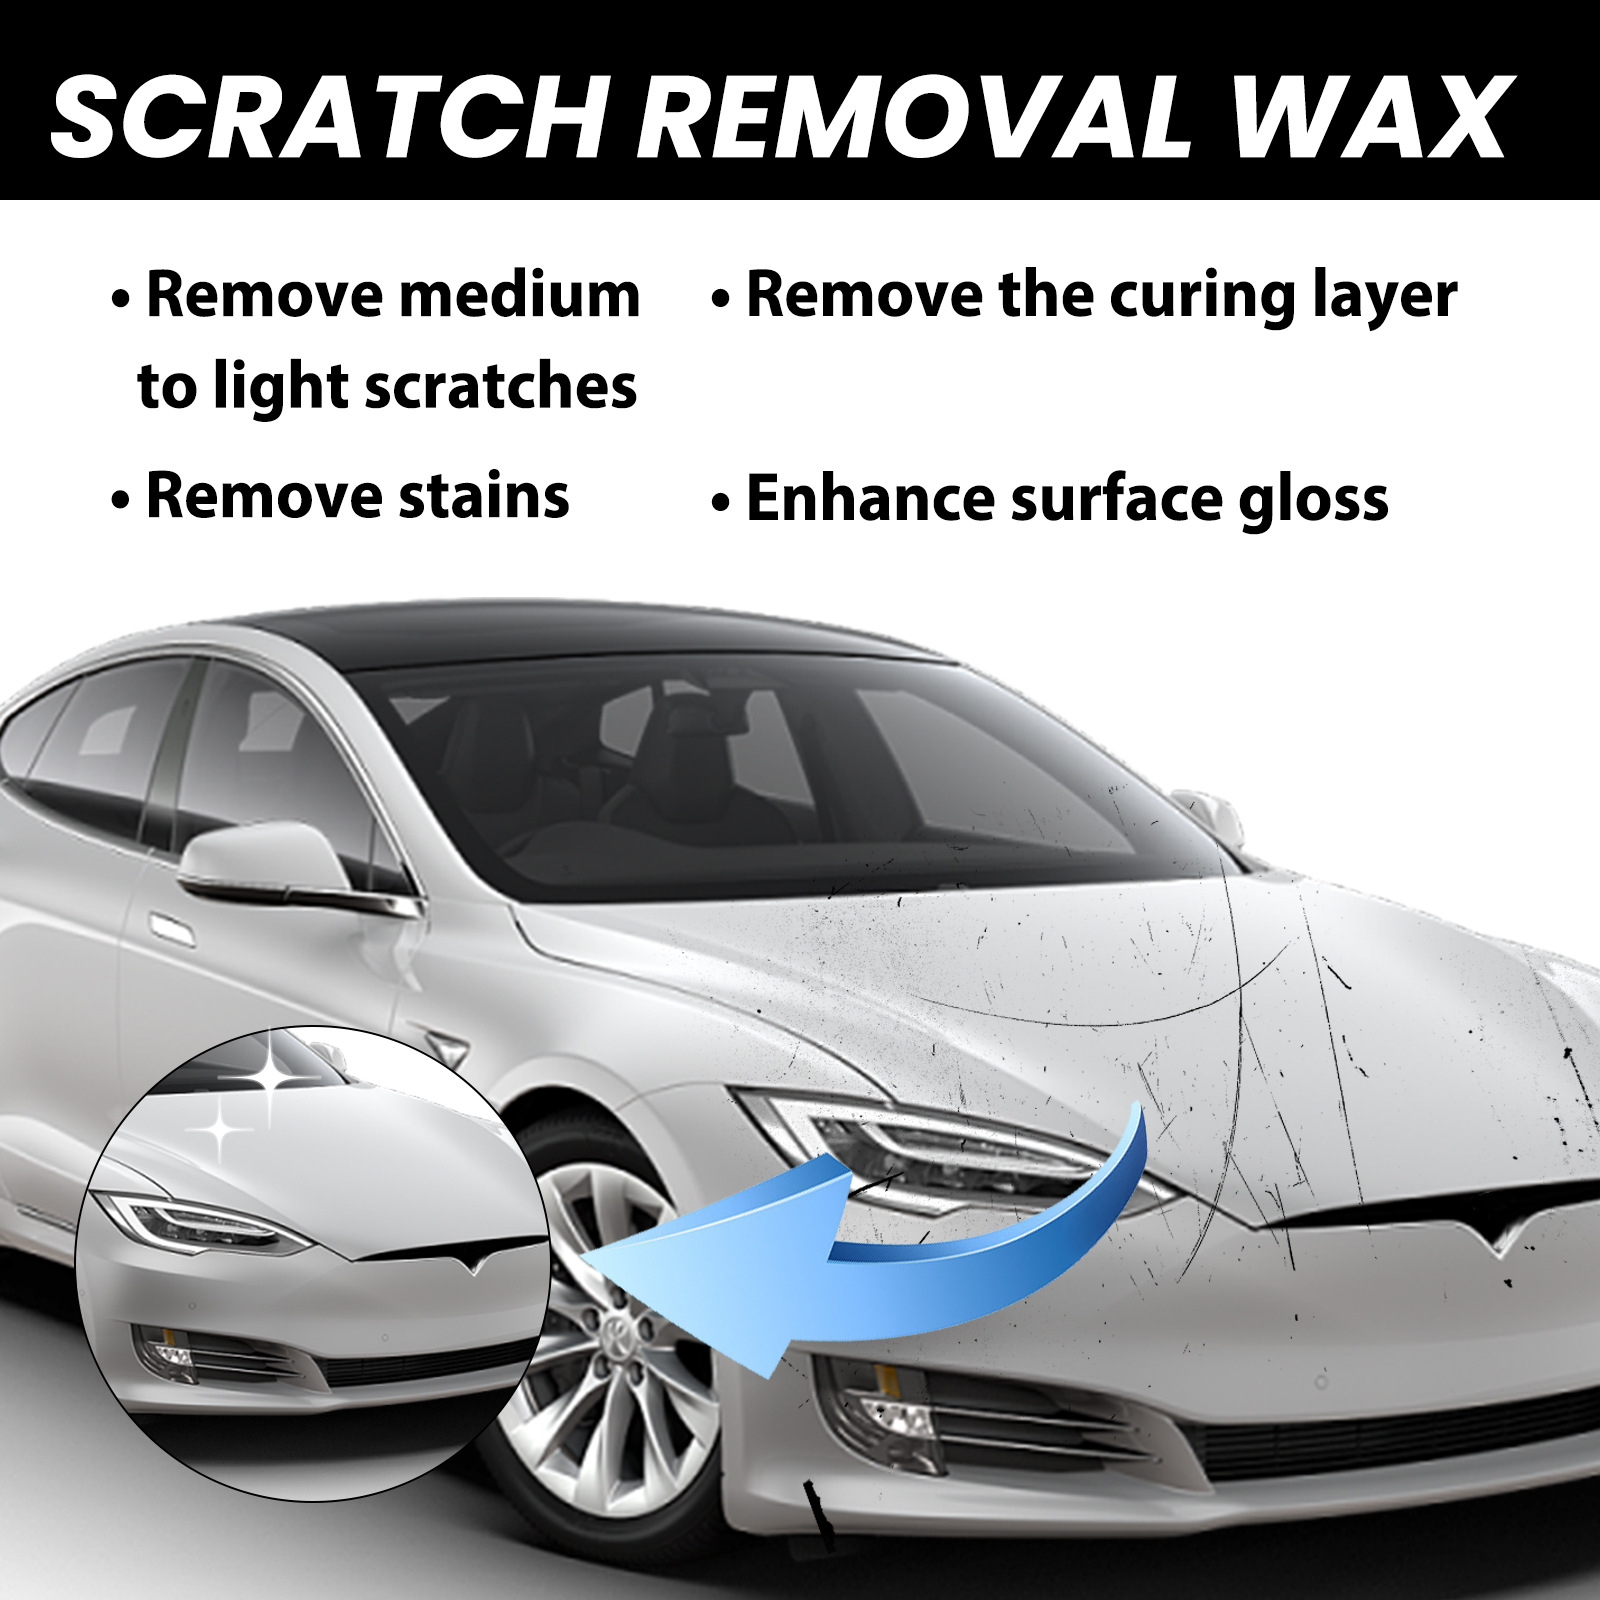 SCRATCH REMOVAL WAX
• Remove medium
to light scratches
• Remove the curing layer
• Remove stains
• Enhance surface gloss